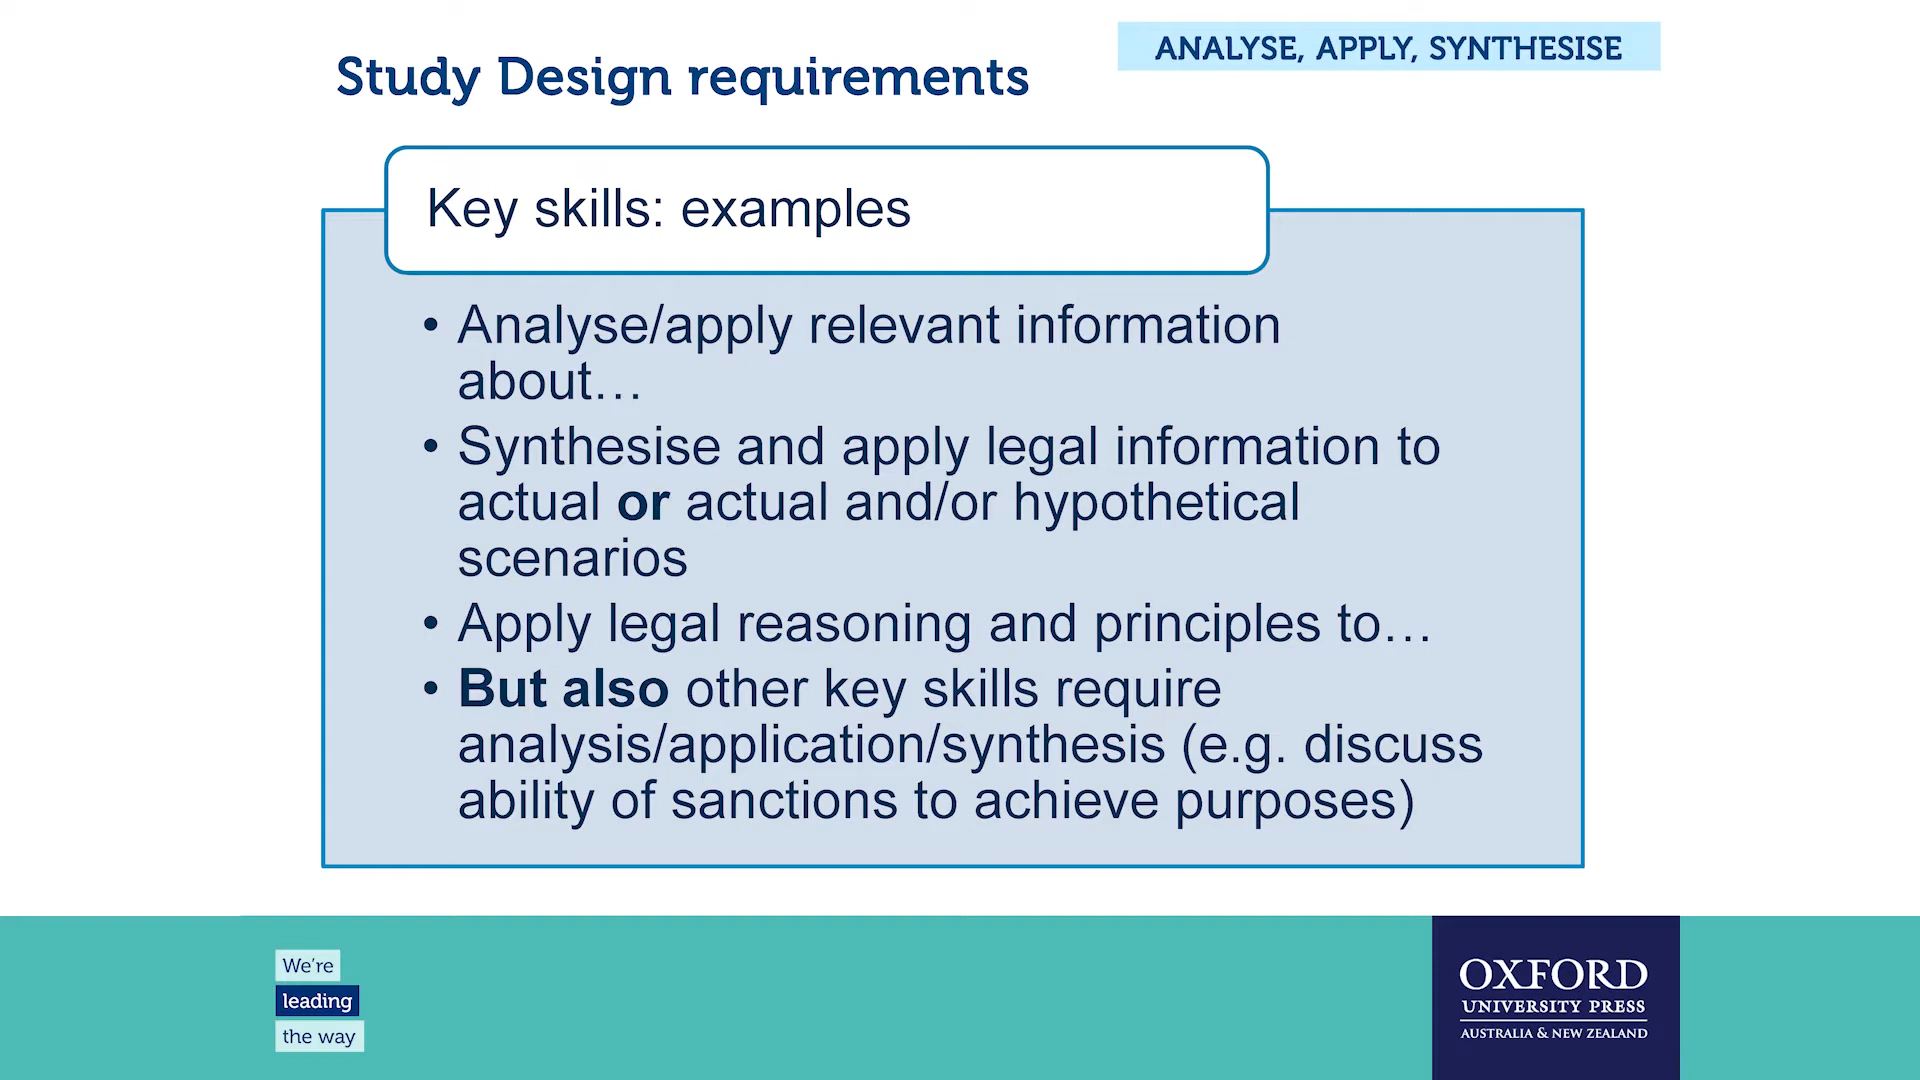 ANALYSE, APPLY, SYNTHESISE
Study Design requirements
Key skills: examples
• Analyse/apply relevant information
about…
• Synthesise and apply legal information to
actual or actual and/or hypothetical
scenarios
• Apply legal reasoning and principles to…
• But also other key skills require
analysis/application/synthesis (e.g. discuss
ability of sanctions to achieve purposes)
We're
leading
the way
OXFORD
UNIVERSITY PRESS
AUSTRALIA & NEW ZEALAND